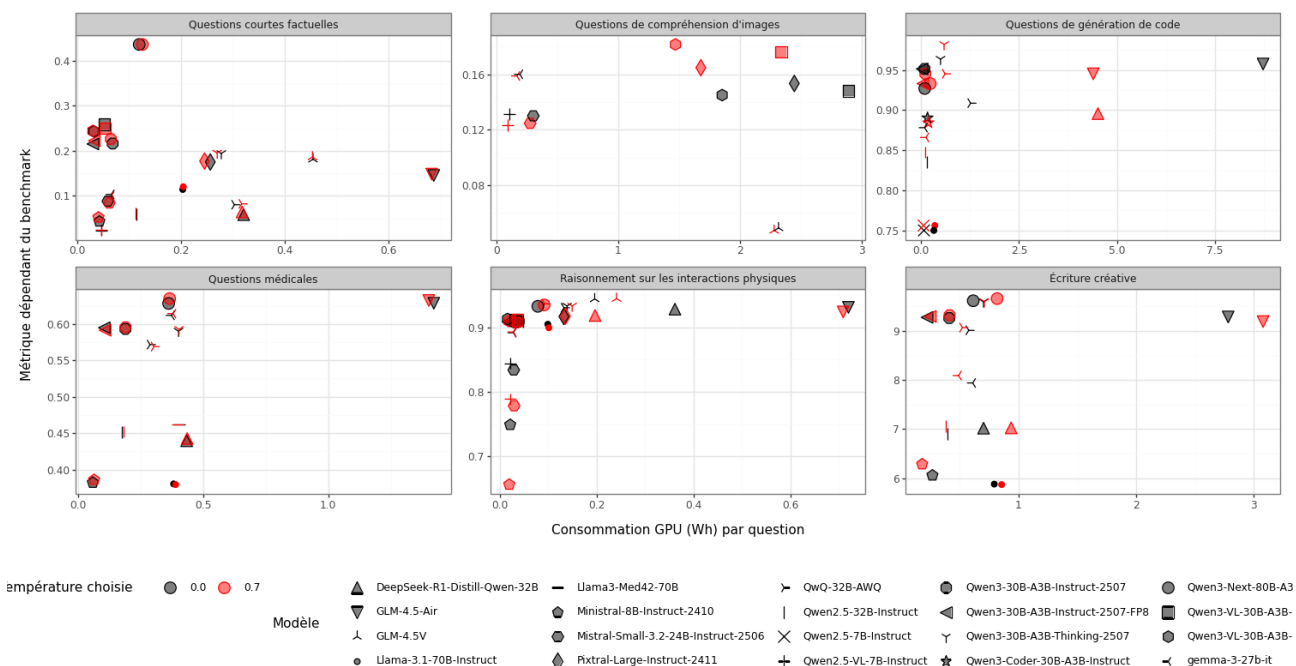 Questions courtes factuelles
Questions de compréhension d'images
Questions de génération de code
0.4
0.3
0.2
0.1
0.0
0.2
0.4
0.6
0.16
0.12
0.08
0
1
2
3
0.95
0.90
0.85
0.80
0.75
0.0
2.5
5.0
7.5
Métrique dépendant du benchmark
Questions médicales
Raisonnement sur les interactions physiques
Écriture créative
0.60
0.55
0.50
0.45
0.40
0.0
0.5
1.0
0.9
0.8
0.7
0.0
0.2
0.4
0.6
9
8
7
6
1
2
3
Consommation GPU (Wh) par question
empérature choisie
0.0
0.7
Modèle
DeepSeek-R1-Distill-Qwen-32B
GLM-4.5-Air
GLM-4.5V
Llama-3.1-70B-Instruct
Llama3-Med42-70B
Ministral-8B-Instruct-2410
Mistral-Small-3.2-24B-Instruct-2506
Pixtral-Large-Instruct-2411
QwQ-32B-AWQ
Qwen2.5-32B-Instruct
Qwen2.5-7B-Instruct
Qwen2.5-VL-7B-Instruct
Qwen3-30B-A3B-Instruct-2507
Qwen3-30B-A3B-Instruct-2507-FP8
Qwen3-30B-A3B-Thinking-2507
Qwen3-Coder-30B-A3B-Instruct
Qwen3-Next-80B-A3
Qwen3-VL-30B-A3B-
Qwen3-VL-30B-A3B-
gemma-3-27b-it